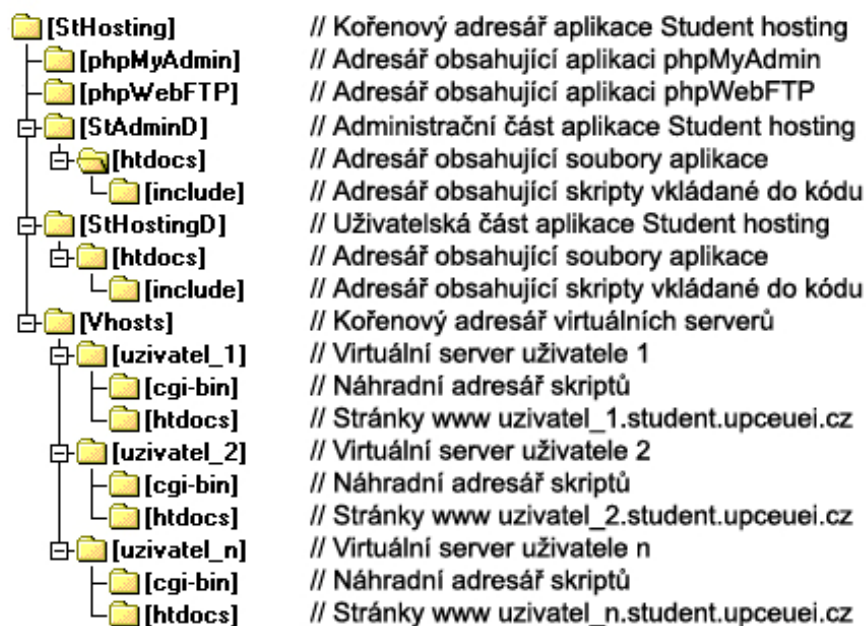 [StHosting] // Kořenový adresář aplikace Student hosting
[phpMyAdmin] // Adresář obsahující aplikaci phpMyAdmin
[phpWebFTP] // Adresář obsahující aplikaci phpWebFTP
[StAdminD] // Administrační část aplikace Student hosting
[htdocs] // Adresář obsahující soubory aplikace
[include] // Adresář obsahující skripty vkládané do kódu
[StHostingD] // Uživatelská část aplikace Student hosting
[htdocs] // Adresář obsahující soubory aplikace
[include] // Adresář obsahující skripty vkládané do kódu
[Vhosts] // Kořenový adresář virtuálních serverů
[uzivatel_1] // Virtuální server uživatele 1
[cgi-bin] // Náhradní adresář skriptů
[htdocs] // Stránky www uzivatel_1.student.upceuei.cz
[uzivatel_2] // Virtuální server uživatele 2
[cgi-bin] // Náhradní adresář skriptů
[htdocs] // Stránky www uzivatel_2.student.upceuei.cz
[uzivatel_n] // Virtuální server uživatele n
[cgi-bin] // Náhradní adresář skriptů
[htdocs] // Stránky www uzivatel_n.student.upceuei.cz